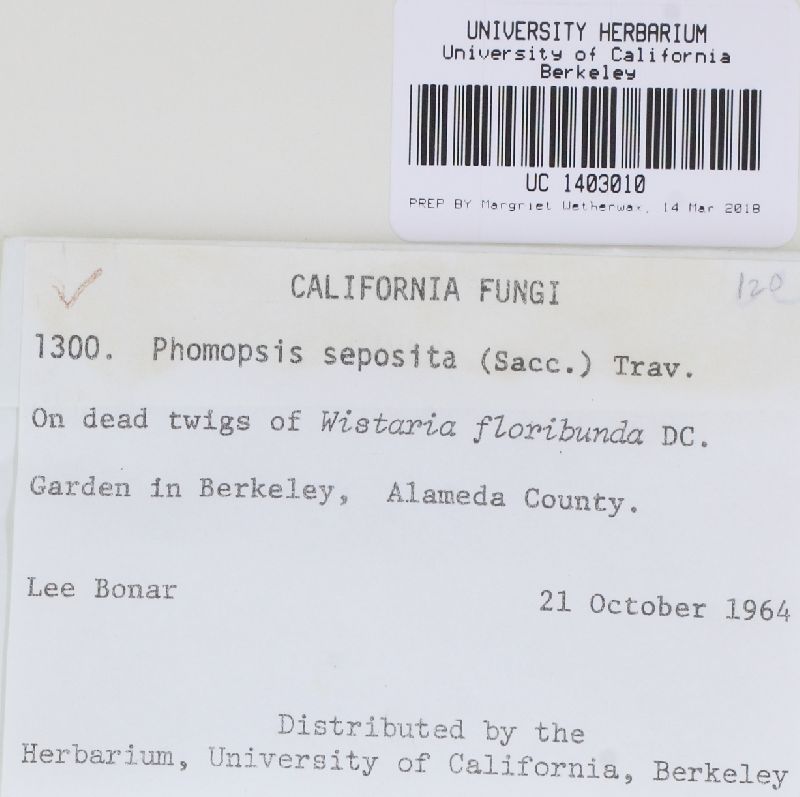 UNIVERSITY HERBARIUM
University of California
Berkeley
UC 1403010
PREP BY Margriet Wetherwax, 14 Mar 2018
120
CALIFORNIA FUNGI
1300. Phomopsis seposita (Sacc.) Trav.
On dead twigs of Wistaria floribunda DC.
Garden in Berkeley, Alameda County.
Lee Bonar 21 October 1964
Distributed by the
Herbarium, University of California, Berkeley